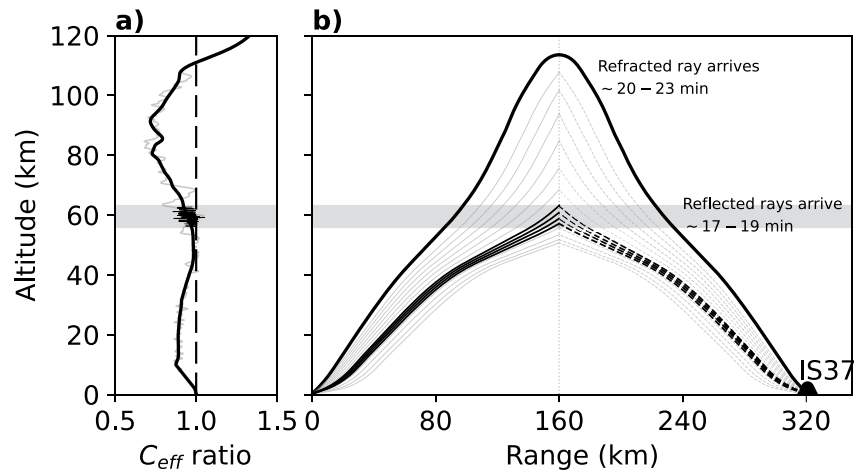 a)
b)
120
100
80
60
40
20
0
Altitude (km)
0.5 1.0 1.5
C_eff ratio
Refracted ray arrives
~ 20 − 23 min
Reflected rays arrive
~ 17 − 19 min
IS37
0 80 160 240 320
Range (km)